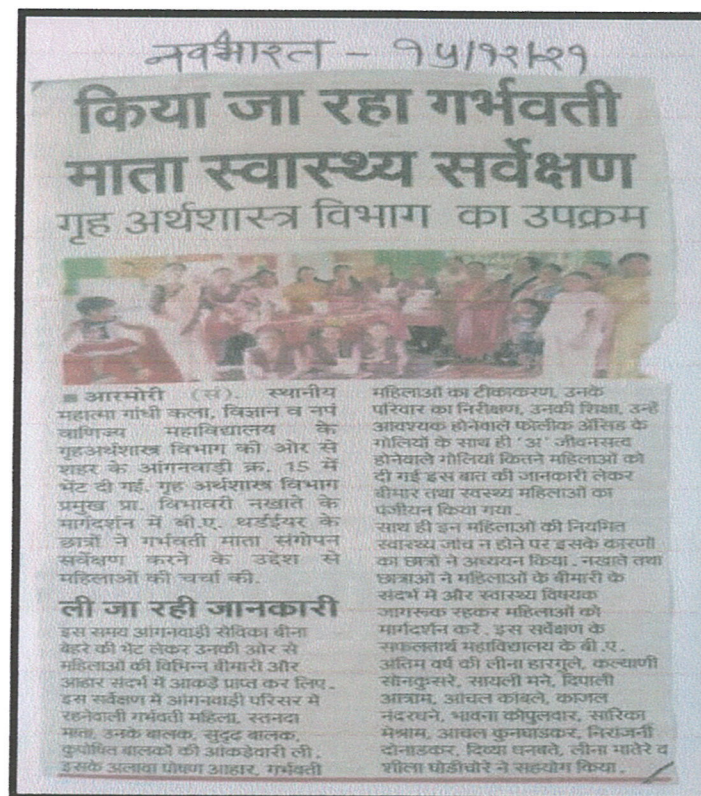 नवभारत - १५/१२/२१
किया जा रहा गर्भवती
माता स्वास्थ्य सर्वेक्षण
गृह अर्थशास्त्र विभाग का उपक्रम
■ आरमोरी (सं). स्थानीय
महात्मा गांधी कला, विज्ञान व नपं
वाणिज्य महाविद्यालय के
गृहअर्थशास्त्र विभाग की ओर से
शहर के आंगनवाड़ी क्र. 15 में
भेंट दी गई. गृह अर्थशास्त्र विभाग
प्रमुख प्रा. विभावरी नखाते के
मार्गदर्शन में बी.ए. थर्डईयर के
छात्रों ने गर्भवती माता संगोपन
सर्वेक्षण करने के उद्देश से
महिलाओं की चर्चा की.
ली जा रही जानकारी
इस समय आंगनवाड़ी सेविका बीना
बेहरे की भेंट लेकर उनकी ओर से
महिलाओं की विभिन्न बीमारी और
आहार संदर्भ में आकड़े प्राप्त कर लिए.
इस सर्वेक्षण में आंगनवाड़ी परिसर में
रहनेवाली गर्भवती महिला, स्तनदा
माता, उनके बालक, सुदृढ़ बालक,
कुपोषित बालकों की आंकडेवारी ली.
इसके अलावा पोषण आहार, गर्भवती
महिलाओं का टीकाकरण, उनके
परिवार का निरीक्षण, उनकी शिक्षा, उन्हें
आवश्यक होनेवाले फोलीक अ‍ॅसिड के
गोलियों के साथ ही 'अ' जीवनसत्व
होनेवाले गोलियां कितने महिलाओं को
दी गई इस बात की जानकारी लेकर
बीमार तथा स्वस्थ्य महिलाओं का
पंजीयन किया गया.
साथ ही इन महिलाओं की नियमित
स्वास्थ्य जांच न होने पर इसके कारणों
का छात्रों ने अध्ययन किया. नखाते तथा
छात्राओं ने महिलाओं के बीमारी के
संदर्भ में और स्वास्थ्य विषयक
जागरूक रहकर महिलाओं को
मार्गदर्शन करें. इस सर्वेक्षण के
सफलतार्थ महाविद्यालय के बी.ए.
अंतिम वर्ष की लीना हारगुले, कल्याणी
सोनकुसरे, सायली मने, दिपाली
आत्राम, आंचल कांबले, काजल
नंदरधने, भावना कोपुलवार, सारिका
मेश्राम, आचल कुनघाडकर, निरांजनी
दोनाडकर, दिव्या घनबते, लीना मातेरे व
शीला घोडीचोरे ने सहयोग किया.